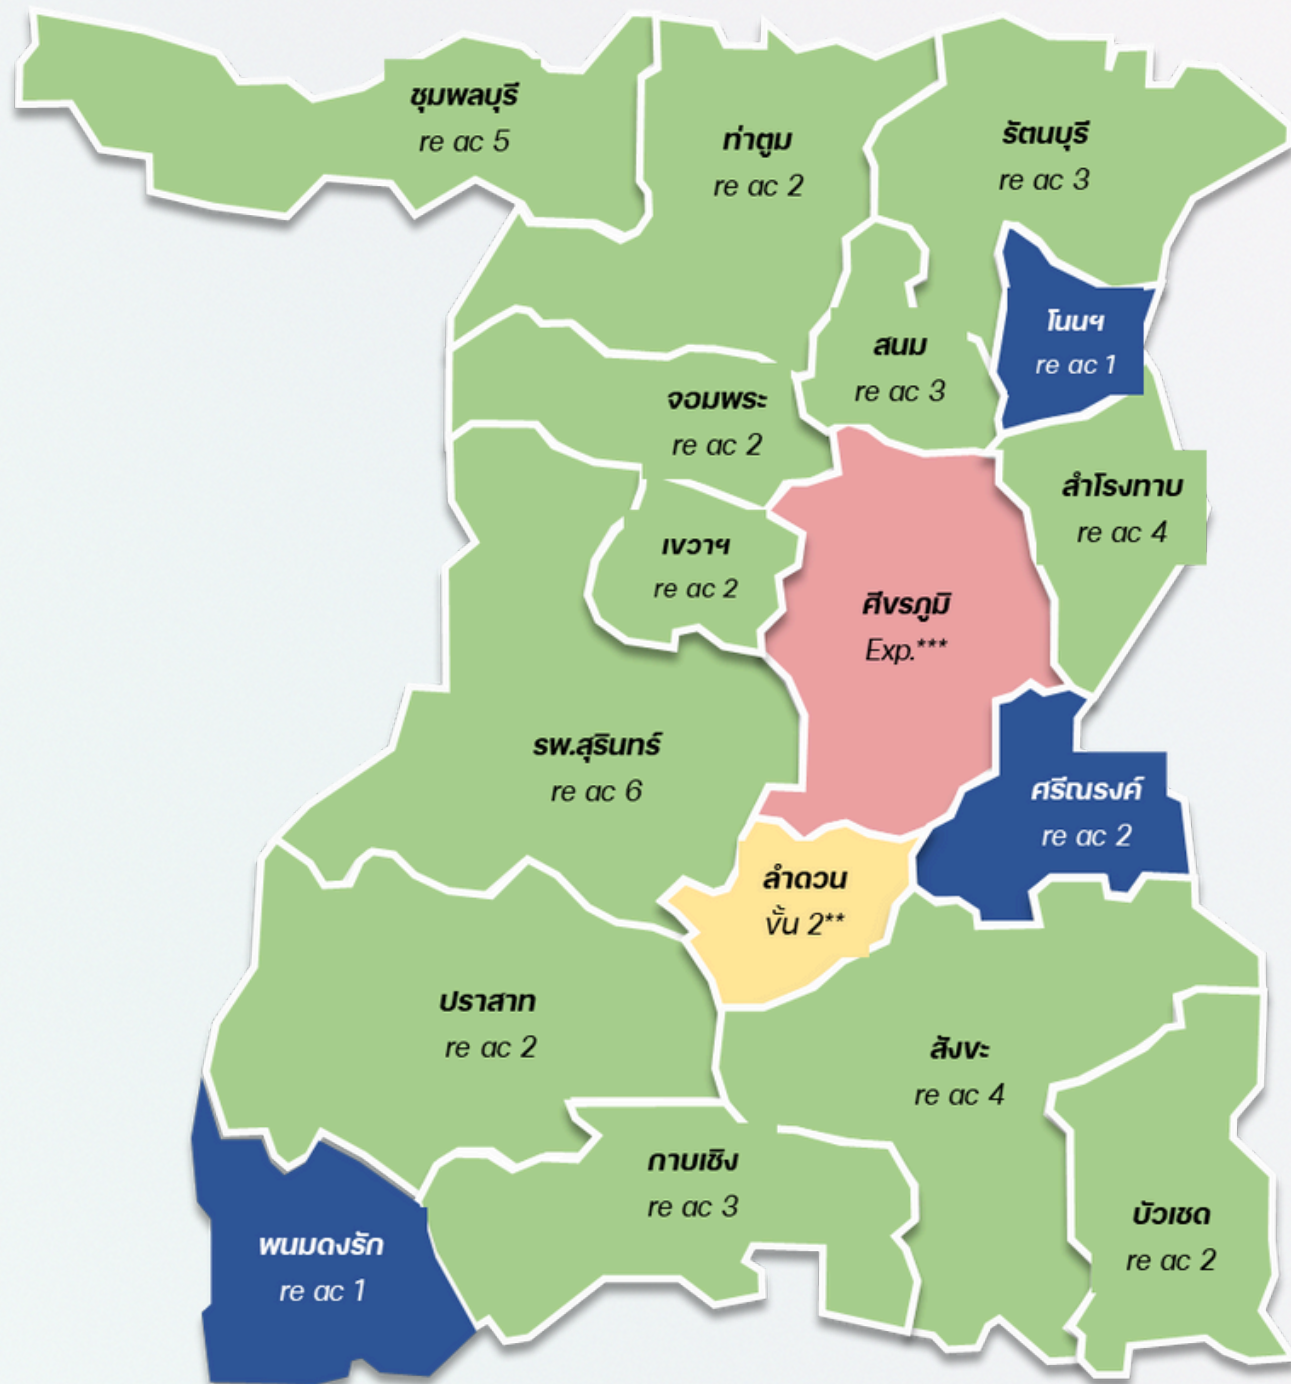 ชุมพลบุรี
re ac 5
ท่าตูม
re ac 2
รัตนบุรี
re ac 3
โนนฯ
re ac 1
สนม
re ac 3
จอมพระ
re ac 2
สำโรงทาบ
re ac 4
เขวาฯ
re ac 2
ศีขรภูมิ
Exp.***
รพ.สุรินทร์
re ac 6
ศรีณรงค์
re ac 2
ลำดวน
ขั้น 2**
ปราสาท
re ac 2
สังขะ
re ac 4
กาบเชิง
re ac 3
บัวเชด
re ac 2
พนมดงรัก
re ac 1